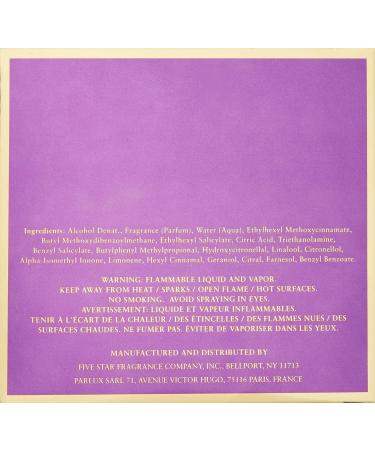 Ingredients: Alcohol Denat., Fragrance (Parfum), Water (Aqua), Ethylhexyl Methoxycinnamate,
Butyl Methoxydibenzoylmethane, Ethylhexyl Salicylate, Citric Acid, Triethanolamine,
Benzyl Salicylate, Butylphenyl Methylpropional, Hydroxycitronellal, Linalool, Citronellol,
Alpha-Isomethyl Ionone, Limonene, Hexyl Cinnamal, Geraniol, Citral, Farnesol, Benzyl Benzoate.
WARNING: FLAMMABLE LIQUID AND VAPOR.
KEEP AWAY FROM HEAT / SPARKS / OPEN FLAME / HOT SURFACES.
NO SMOKING. AVOID SPRAYING IN EYES.
AVERTISSEMENT: LIQUIDE ET VAPEUR INFLAMMABLES.
TENIR À L'ÉCART DE LA CHALEUR / DES ÉTINCELLES / DES FLAMMES NUES / DES
SURFACES CHAUDES. NE FUMER PAS. ÉVITER DE VAPORISER DANS LES YEUX.
MANUFACTURED AND DISTRIBUTED BY
FIVE STAR FRAGRANCE COMPANY, INC., BELLPORT, NY 11713
PARLUX SARL 71, AVENUE VICTOR HUGO, 75116 PARIS, FRANCE